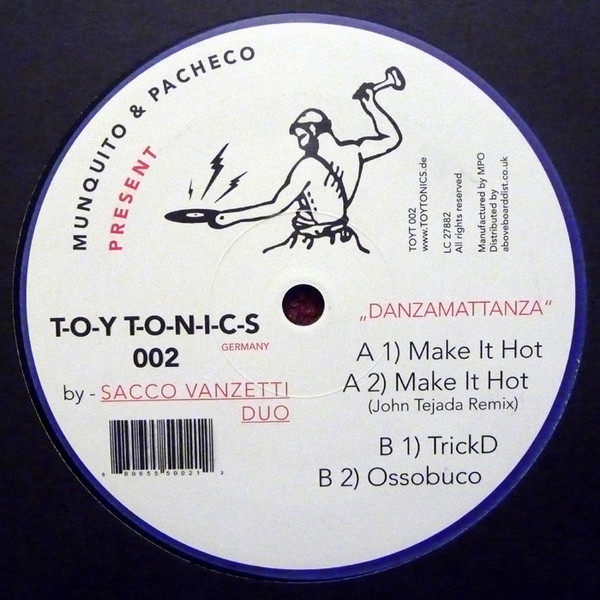 MUNQUITO & PACHECO
PRESENT
TOYT 002
www.TOYTONICS.de
LC 27882
All rights reserved
Manufactured by MPO
Distributed by
aboveboarddist.co.uk
T-O-Y T-O-N-I-C-S
GERMANY
002
by - SACCO VANZETTI
DUO
„DANZAMATTANZA“
A 1) Make It Hot
A 2) Make It Hot
(John Tejada Remix)
B 1) TrickD
B 2) Ossobuco